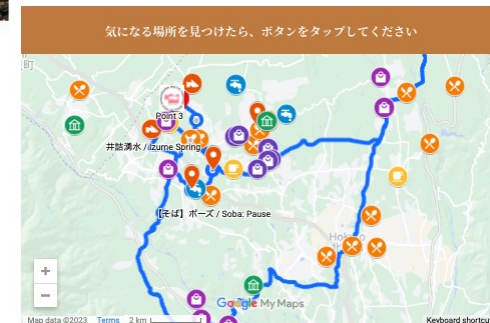 気になる場所を見つけたら、ボタンをタップしてください
町
Point 3
井詰湧水 / Izume Spring
【そば】ポーズ / Soba: Pause
Google My Maps
Map data ©2023 Terms 2 km
Keyboard shortcu